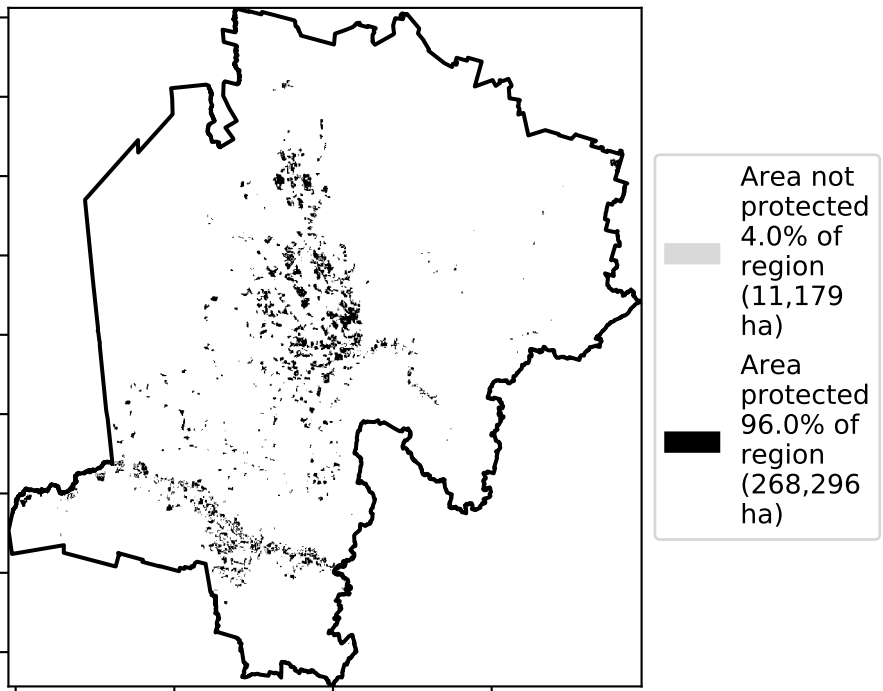 Area not
protected
4.0% of
region
(11,179
ha)
Area
protected
96.0% of
region
(268,296
ha)